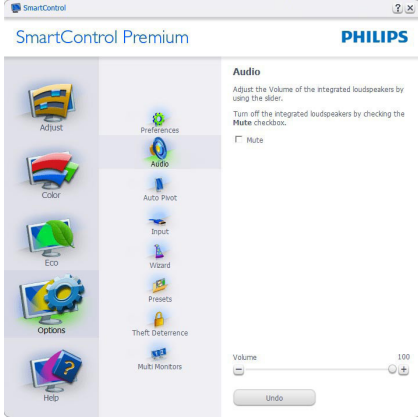 SmartControl
SmartControl Premium
PHILIPS
Adjust
Color
Eco
Options
Help
Preferences
Audio
Auto Pivot
Input
Wizard
Presets
Theft Deterrence
Multi Monitors
Audio
Adjust the Volume of the integrated loudspeakers by
using the slider.
Turn off the integrated loudspeakers by checking the
Mute checkbox.
Mute
Volume 100
Undo